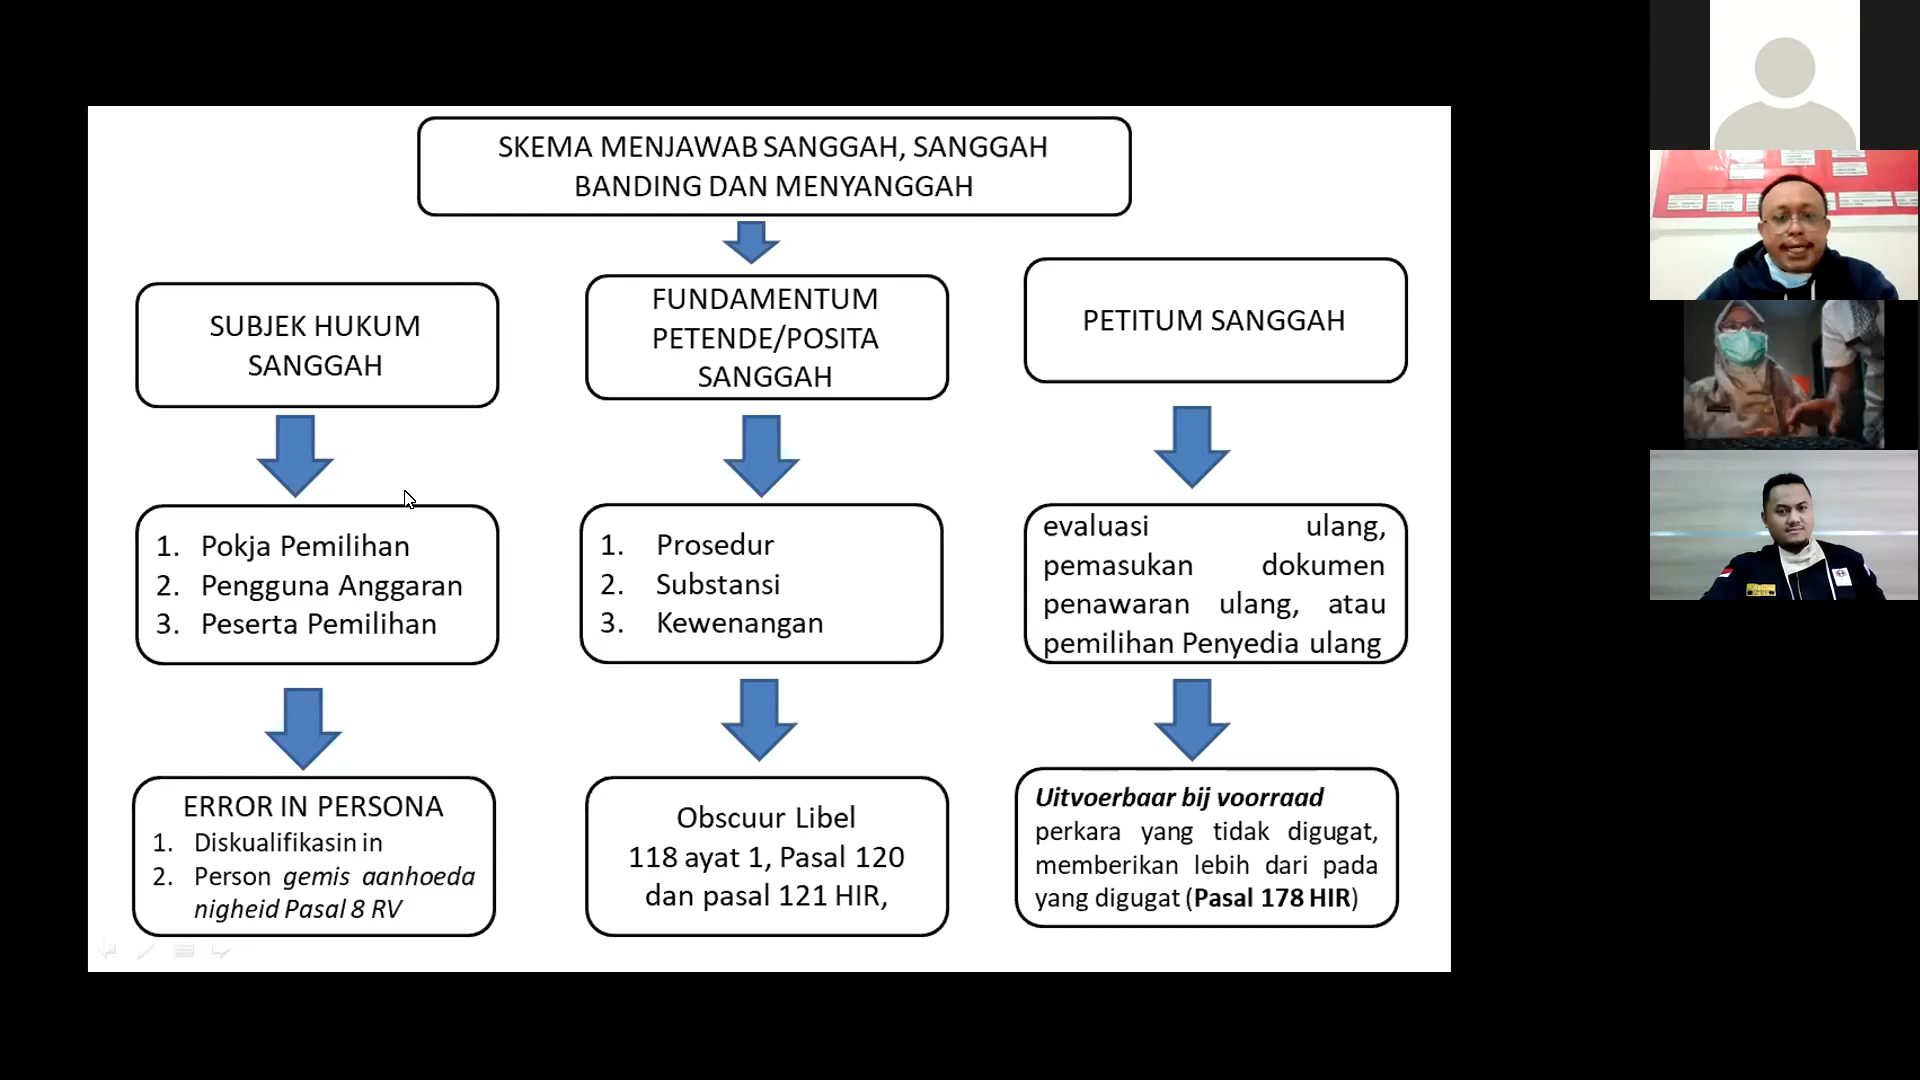 SKEMA MENJAWAB SANGGAH, SANGGAH
BANDING DAN MENYANGGAH
SUBJEK HUKUM
SANGGAH
FUNDAMENTUM
PETENDE/POSITA
SANGGAH
PETITUM SANGGAH
1. Pokja Pemilihan
2. Pengguna Anggaran
3. Peserta Pemilihan
1. Prosedur
2. Substansi
3. Kewenangan
evaluasi ulang,
pemasukan dokumen
penawaran ulang, atau
pemilihan Penyedia ulang
ERROR IN PERSONA
1. Diskualifikasin in
2. Person gemis aanhoeda
nigheid Pasal 8 RV
Obscuur Libel
118 ayat 1, Pasal 120
dan pasal 121 HIR,
Uitvoerbaar bij voorraad
perkara yang tidak digugat,
memberikan lebih dari pada
yang digugat (Pasal 178 HIR)